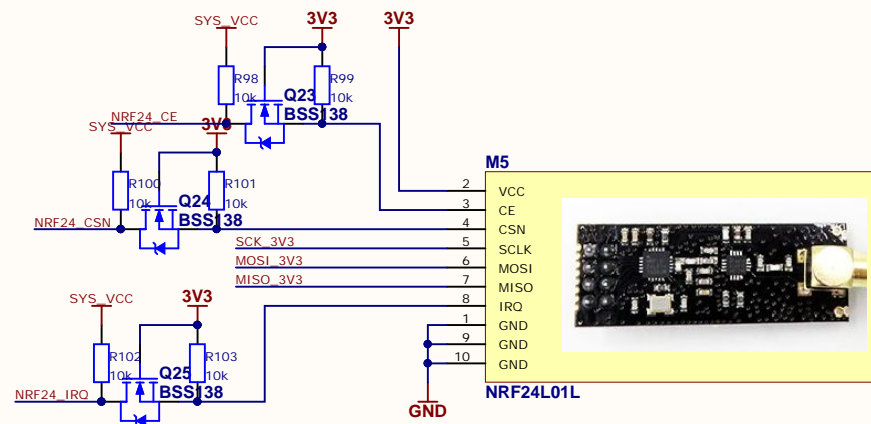 SYS_VCC
3V3
3V3
R98
10k
R99
10k
Q23
BSS138
NRF24_CE
SYS_VCC
3V3
R100
10k
R101
10k
Q24
BSS138
NRF24_CSN
SCK_3V3
MOSI_3V3
MISO_3V3
SYS_VCC
3V3
R102
10k
R103
10k
Q25
BSS138
NRF24_IRQ
GND
M5
2 VCC
3 CE
4 CSN
5 SCLK
6 MOSI
7 MISO
8 IRQ
1 GND
9 GND
10 GND
NRF24L01L